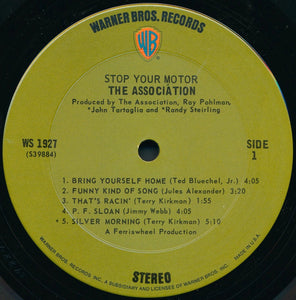 WARNER BROS. RECORDS
WB
STOP YOUR MOTOR
THE ASSOCIATION
Produced by The Association, Ray Pohlman,
*John Tartaglia and *Randy Steirling
WS 1927
(S39884)
SIDE
1
1. BRING YOURSELF HOME (Ted Bluechel, Jr.) 4:05
2. FUNNY KIND OF SONG (Jules Alexander) 3:20
3. THAT'S RACIN' (Terry Kirkman) 1:55
4. P. F. SLOAN (Jimmy Webb) 4:05
5. SILVER MORNING (Terry Kirkman) 5:10
A Ferriswheel Production
STEREO
MADE IN U.S.A.
WARNER BROS. RECORDS INC.
A SUBSIDIARY AND LICENSEE OF WARNER BROS. INC.